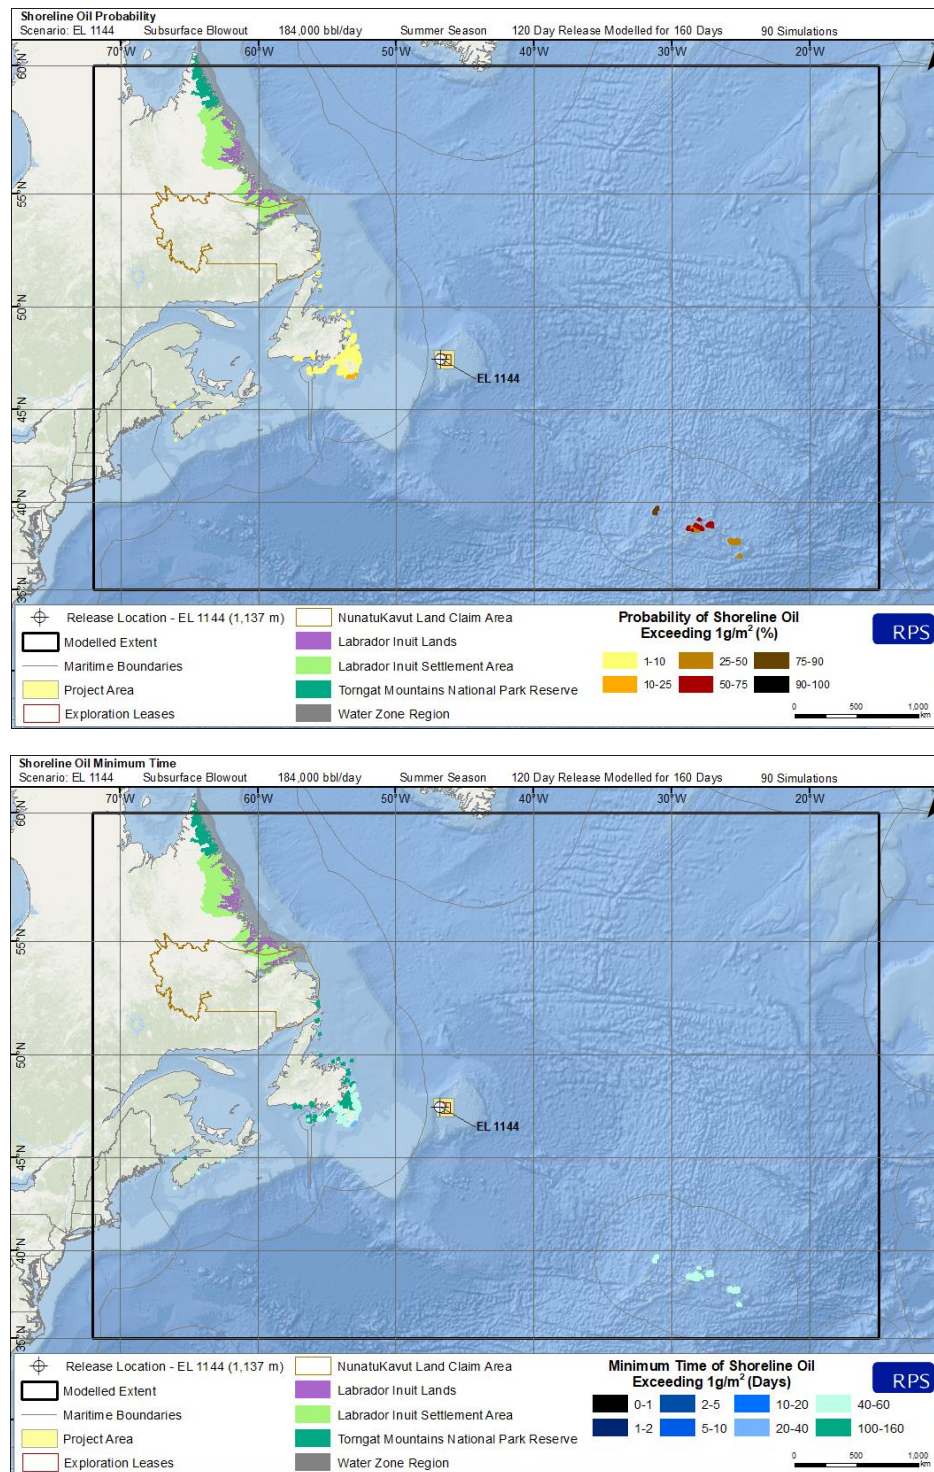 Shoreline Oil Probability
Scenario: EL 1144 Subsurface Blowout 184,000 bbl/day Summer Season 120 Day Release Modelled for 160 Days 90 Simulations
70°W 60°W 50°W 40°W 30°W 20°W
60°N
55°N
50°N
EL 1144
45°N
40°N
35°N
Release Location - EL 1144 (1,137 m)
Modelled Extent
Maritime Boundaries
Project Area
Exploration Leases
NunatuKavut Land Claim Area
Labrador Inuit Lands
Labrador Inuit Settlement Area
Torngat Mountains National Park Reserve
Water Zone Region
Probability of Shoreline Oil
Exceeding 1g/m² (%)
1-10 25-50 75-90
10-25 50-75 90-100
RPS
0 500 1,000
km
Shoreline Oil Minimum Time
Scenario: EL 1144 Subsurface Blowout 184,000 bbl/day Summer Season 120 Day Release Modelled for 160 Days 90 Simulations
70°W 60°W 50°W 40°W 30°W 20°W
60°N
55°N
50°N
EL 1144
45°N
40°N
35°N
Release Location - EL 1144 (1,137 m)
Modelled Extent
Maritime Boundaries
Project Area
Exploration Leases
NunatuKavut Land Claim Area
Labrador Inuit Lands
Labrador Inuit Settlement Area
Torngat Mountains National Park Reserve
Water Zone Region
Minimum Time of Shoreline Oil
Exceeding 1g/m² (Days)
0-1 2-5 10-20 40-60
1-2 5-10 20-40 100-160
RPS
0 500 1,000
km